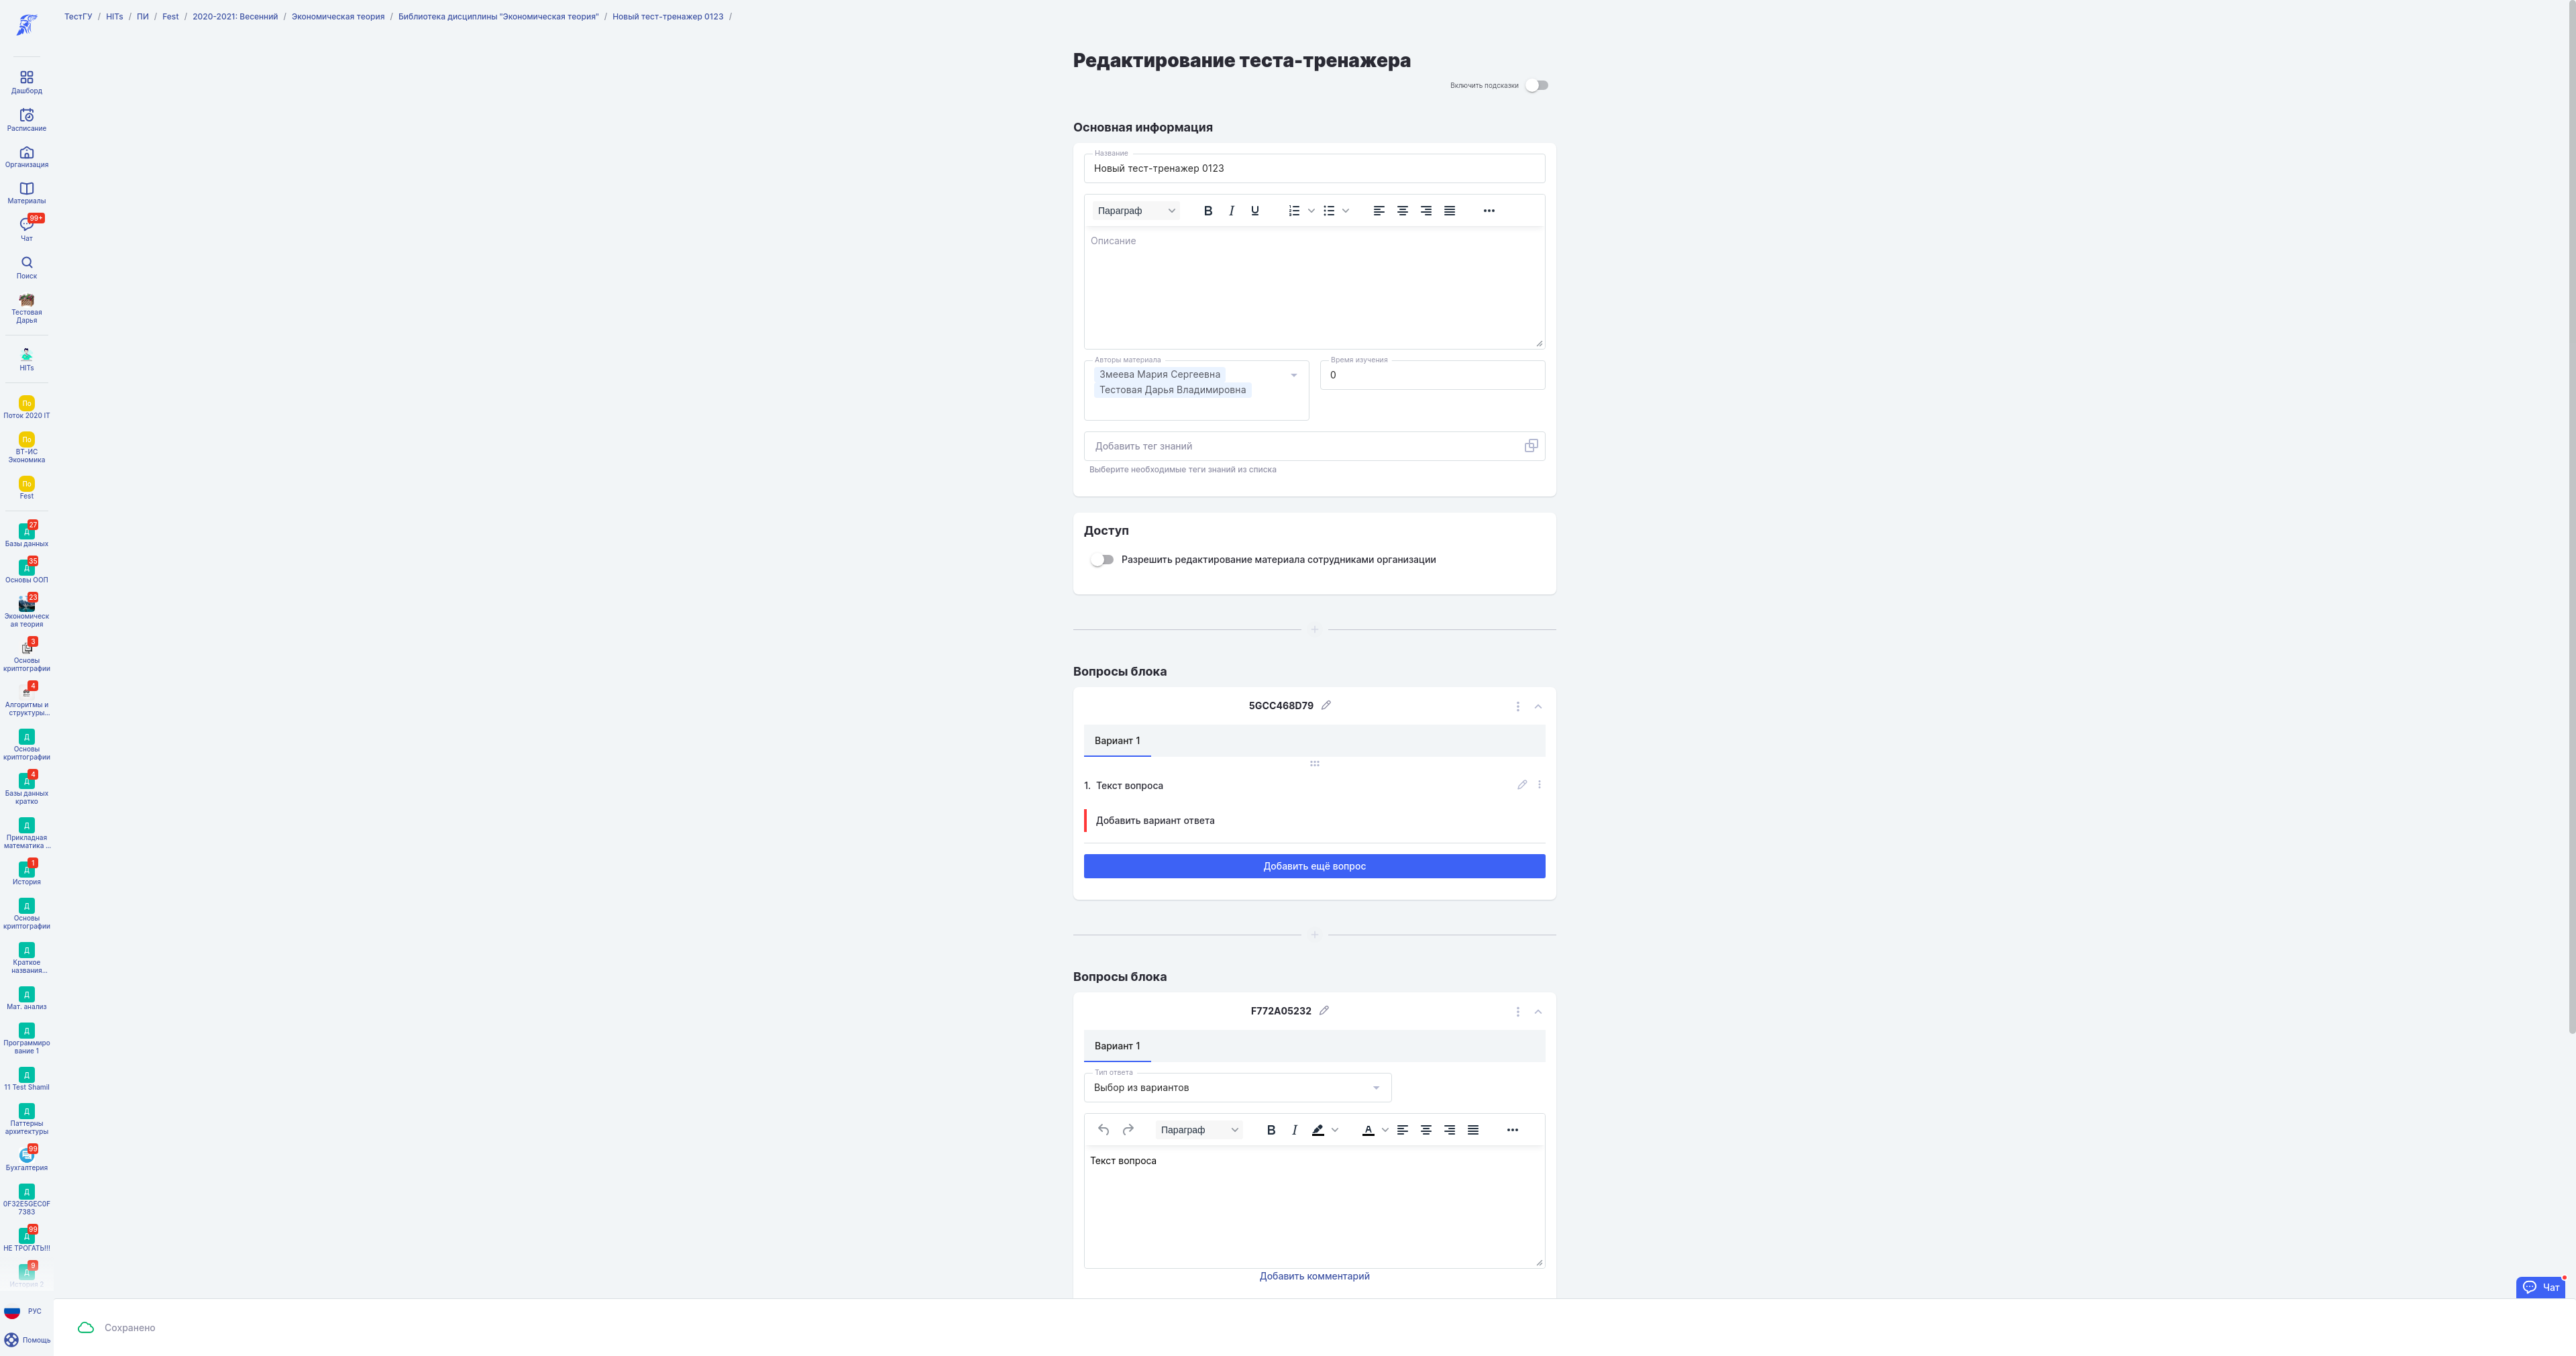 ТестГУ / HITs / ПИ / Fest / 2020-2021: Весенний / Экономическая теория / Библиотека дисциплины "Экономическая теория" / Новый тест-тренажер 0123 /
Дашборд
Расписание
Организация
Материалы
99+
Чат
Поиск
Тестовая
Дарья
HITs
По
Поток 2020 IT
По
ВТ-ИС
Экономика
По
Fest
27
Д
Базы данных
35
Д
Основы ООП
23
Экономическ
ая теория
3
Основы
криптографии
4
Алгоритмы и
структуры...
Д
Основы
криптографии
4
Д
Базы данных
кратко
Д
Прикладная
математика ...
1
Д
История
Д
Основы
криптографии
Д
Краткое
названия...
Д
Мат. анализ
Д
Программиро
вание 1
Д
11 Test Shamil
Д
Паттерны
архитектуры
99
Бухгалтерия
Д
0F32E5GEC0F
7383
99
Д
НЕ ТРОГАТЬ!!!
9
Д
История 2
РУС
Помощь
Редактирование теста-тренажера
Включить подсказки
Основная информация
Название
Новый тест-тренажер 0123
Параграф B I U
Описание
Авторы материала
Змеева Мария Сергеевна
Тестовая Дарья Владимировна
Время изучения
0
Добавить тег знаний
Выберите необходимые теги знаний из списка
Доступ
Разрешить редактирование материала сотрудниками организации
Вопросы блока
5GCC468D79
Вариант 1
1. Текст вопроса
Добавить вариант ответа
Добавить ещё вопрос
Вопросы блока
F772A05232
Вариант 1
Тип ответа
Выбор из вариантов
Параграф B I A
Текст вопроса
Добавить комментарий
Чат
Сохранено